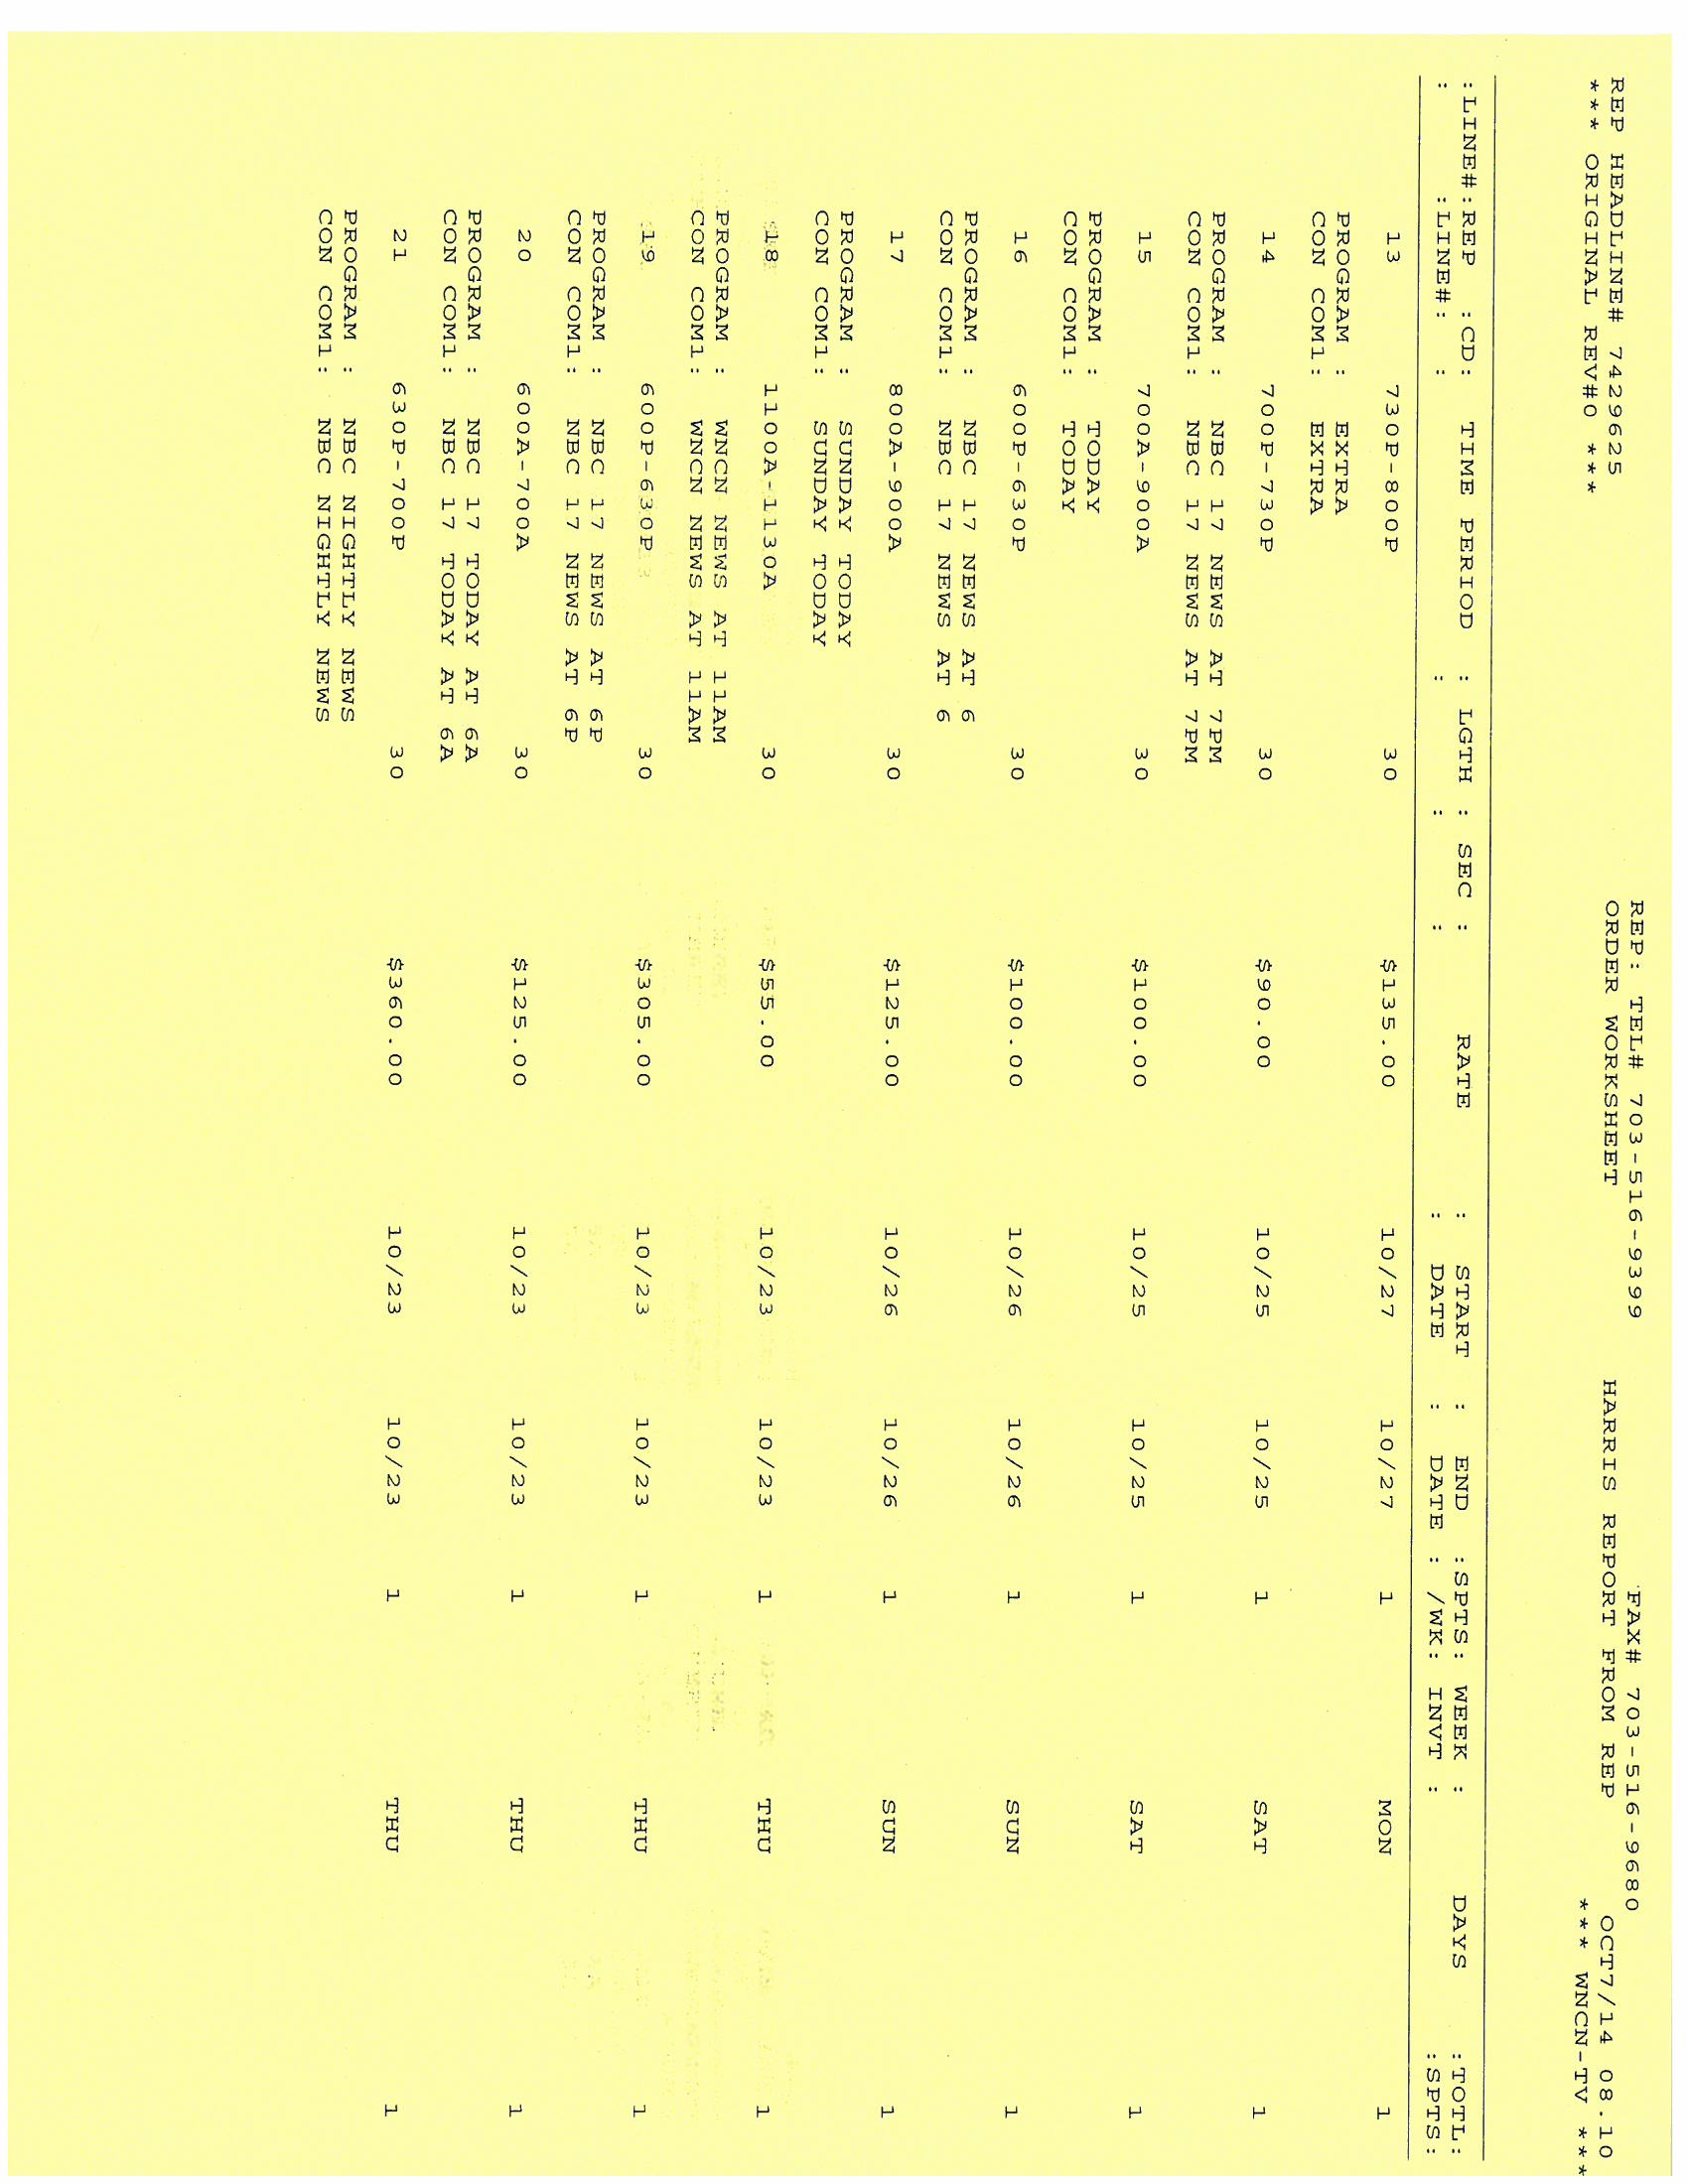 REP: TEL# 703-516-9399 FAX# 703-516-9680
REP HEADLINE# 7429625 ORDER WORKSHEET HARRIS REPORT FROM REP OCT7/14 08.10
*** ORIGINAL REV#0 *** *** WNCN-TV ***
:LINE#:REP :CD: TIME PERIOD : LGTH : SEC : RATE : START : END :SPTS: WEEK : DAYS :TOTL:
: :LINE#: : : : : : DATE : DATE : /WK: INVT : :SPTS:
13 730P-800P 30 $135.00 10/27 10/27 1 MON 1
PROGRAM : EXTRA
CON COM1: EXTRA
14 700P-730P 30 $90.00 10/25 10/25 1 SAT 1
PROGRAM : NBC 17 NEWS AT 7PM
CON COM1: NBC 17 NEWS AT 7PM
15 700A-900A 30 $100.00 10/25 10/25 1 SAT 1
PROGRAM : TODAY
CON COM1: TODAY
16 600P-630P 30 $100.00 10/26 10/26 1 SUN 1
PROGRAM : NBC 17 NEWS AT 6
CON COM1: NBC 17 NEWS AT 6
17 800A-900A 30 $125.00 10/26 10/26 1 SUN 1
PROGRAM : SUNDAY TODAY
CON COM1: SUNDAY TODAY
18 1100A-1130A 30 $55.00 10/23 10/23 1 THU 1
PROGRAM : WNCN NEWS AT 11AM
CON COM1: WNCN NEWS AT 11AM
19 600P-630P 30 $305.00 10/23 10/23 1 THU 1
PROGRAM : NBC 17 NEWS AT 6P
CON COM1: NBC 17 NEWS AT 6P
20 600A-700A 30 $125.00 10/23 10/23 1 THU 1
PROGRAM : NBC 17 TODAY AT 6A
CON COM1: NBC 17 TODAY AT 6A
21 630P-700P 30 $360.00 10/23 10/23 1 THU 1
PROGRAM : NBC NIGHTLY NEWS
CON COM1: NBC NIGHTLY NEWS